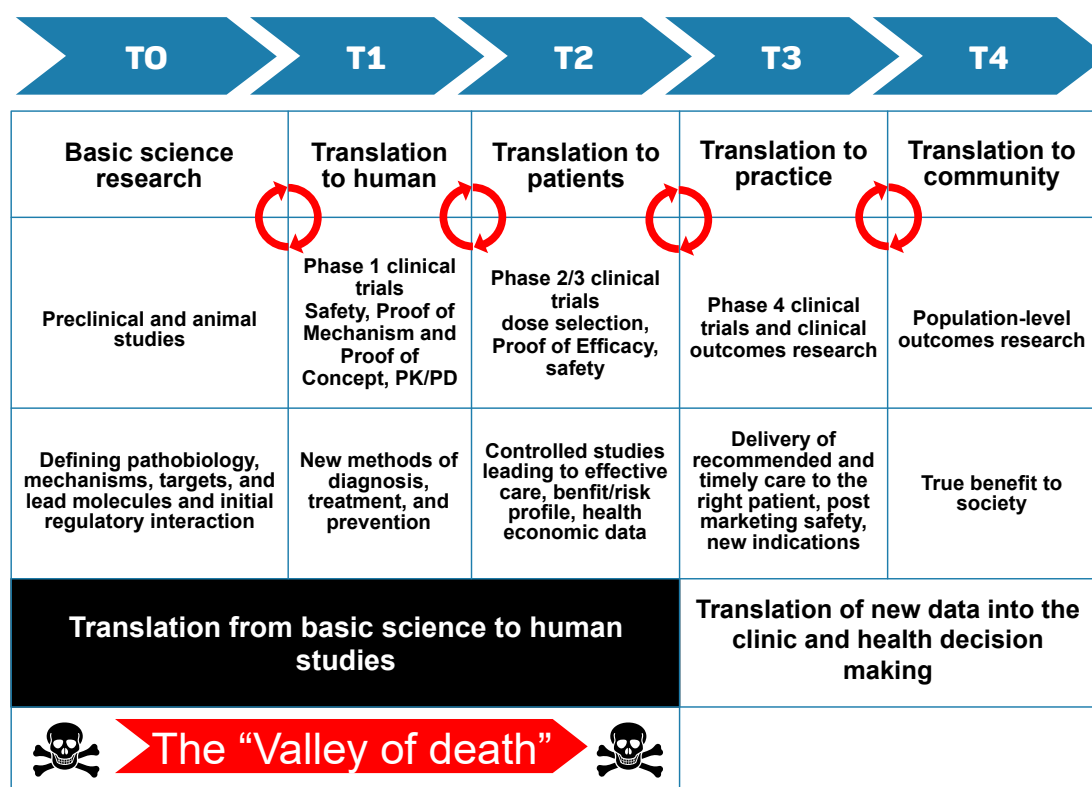 T0
T1
T2
T3
T4
Basic science
research
Translation
to human
Translation to
patients
Translation to
practice
Translation to
community
Preclinical and animal
studies
Phase 1 clinical
trials
Safety, Proof of
Mechanism and
Proof of
Concept, PK/PD
Phase 2/3 clinical
trials
dose selection,
Proof of Efficacy,
safety
Phase 4 clinical
trials and clinical
outcomes research
Population-level
outcomes research
Defining pathobiology,
mechanisms, targets, and
lead molecules and initial
regulatory interaction
New methods of
diagnosis,
treatment, and
prevention
Controlled studies
leading to effective
care, benfit/risk
profile, health
economic data
Delivery of
recommended and
timely care to the
right patient, post
marketing safety,
new indications
True benefit to
society
Translation from basic science to human
studies
Translation of new data into the
clinic and health decision
making
The “Valley of death”